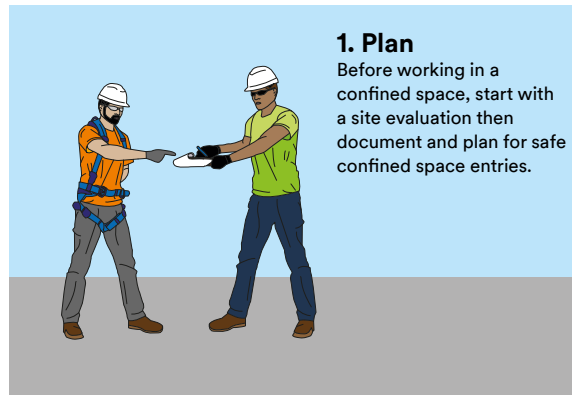 1. Plan
Before working in a
confined space, start with
a site evaluation then
document and plan for safe
confined space entries.